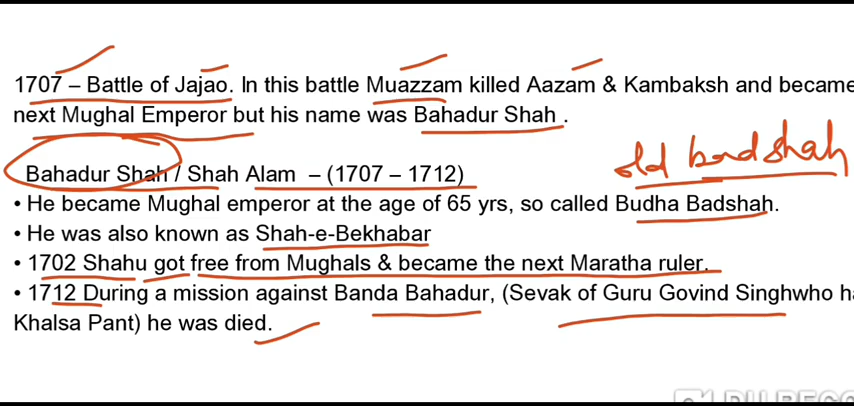 1707 – Battle of Jajao. In this battle Muazzam killed Aazam & Kambaksh and became
next Mughal Emperor but his name was Bahadur Shah .
old badshah
Bahadur Shah / Shah Alam – (1707 – 1712)
• He became Mughal emperor at the age of 65 yrs, so called Budha Badshah.
• He was also known as Shah-e-Bekhabar
• 1702 Shahu got free from Mughals & became the next Maratha ruler.
• 1712 During a mission against Banda Bahadur, (Sevak of Guru Govind Singhwho h
Khalsa Pant) he was died.